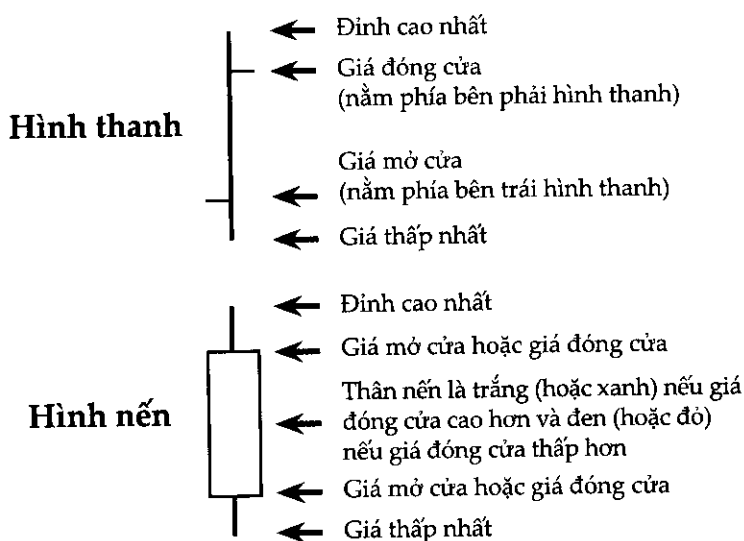 Đỉnh cao nhất
Giá đóng cửa
(nằm phía bên phải hình thanh)
Hình thanh
Giá mở cửa
(nằm phía bên trái hình thanh)
Giá thấp nhất
Đỉnh cao nhất
Giá mở cửa hoặc giá đóng cửa
Hình nến
Thân nến là trắng (hoặc xanh) nếu giá
đóng cửa cao hơn và đen (hoặc đỏ)
nếu giá đóng cửa thấp hơn
Giá mở cửa hoặc giá đóng cửa
Giá thấp nhất